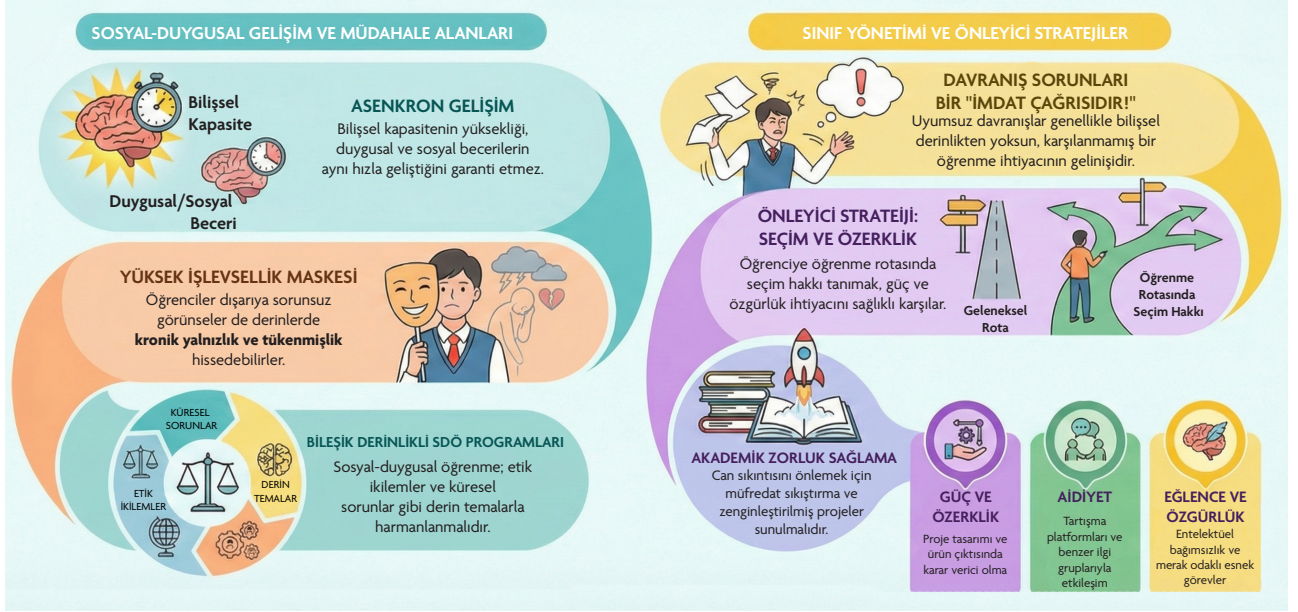 SOSYAL-DUYGUSAL GELİŞİM VE MÜDAHALE ALANLARI
Bilişsel
Kapasite
Duygusal/Sosyal
Beceri
ASENKRON GELİŞİM
Bilişsel kapasitenin yüksekliği,
duygusal ve sosyal becerilerin
aynı hızla geliştiğini garanti etmez.
YÜKSEK İŞLEVSELLİK MASKESİ
Öğrenciler dışarıya sorunsuz
görünseler de derinlerde
kronik yalnızlık ve tükenmişlik
hissedebilirler.
KÜRESEL
SORUNLAR
DERİN
TEMALAR
ETİK
İKİLEMLER
BİLEŞİK DERİNLİKLİ SDÖ PROGRAMLARI
Sosyal-duygusal öğrenme; etik
ikilemler ve küresel
sorunlar gibi derin temalarla
harmanlanmalıdır.
SINIF YÖNETİMİ VE ÖNLEYİCİ STRATEJİLER
!
DAVRANIŞ SORUNLARI
BİR "İMDAT ÇAĞRISIDIR!"
Uyumsuz davranışlar genellikle bilişsel
derinlikten yoksun, karşılanmamış bir
öğrenme ihtiyacının gelinişidir.
ÖNLEYİCİ STRATEİJİ:
SEÇİM VE ÖZERKLİK
Öğrenciye öğrenme rotasında
seçim hakkı tanımak, güç ve
özgürlük ihtiyacını sağlıklı karşılar.
Geleneksel
Rota
Öğrenme
Rotasında
Seçim Hakkı
AKADEMİK ZORLUK SAĞLAMA
Can sıkıntısını önlemek için
müfredat sıkıştırma ve
zenginleştirilmiş projeler
sunulmalıdır.
GÜÇ VE
ÖZERKLİK
Proje tasarımı ve
ürün çıktısında
karar verici olma
AİDİYET
Tartışma
platformları ve
benzer ilgi
gruplarıyla
etkileşim
EĞLENCE VE
ÖZGÜRLÜK
Entelektüel
bağımsızlık ve
merak odaklı esnek
görevler